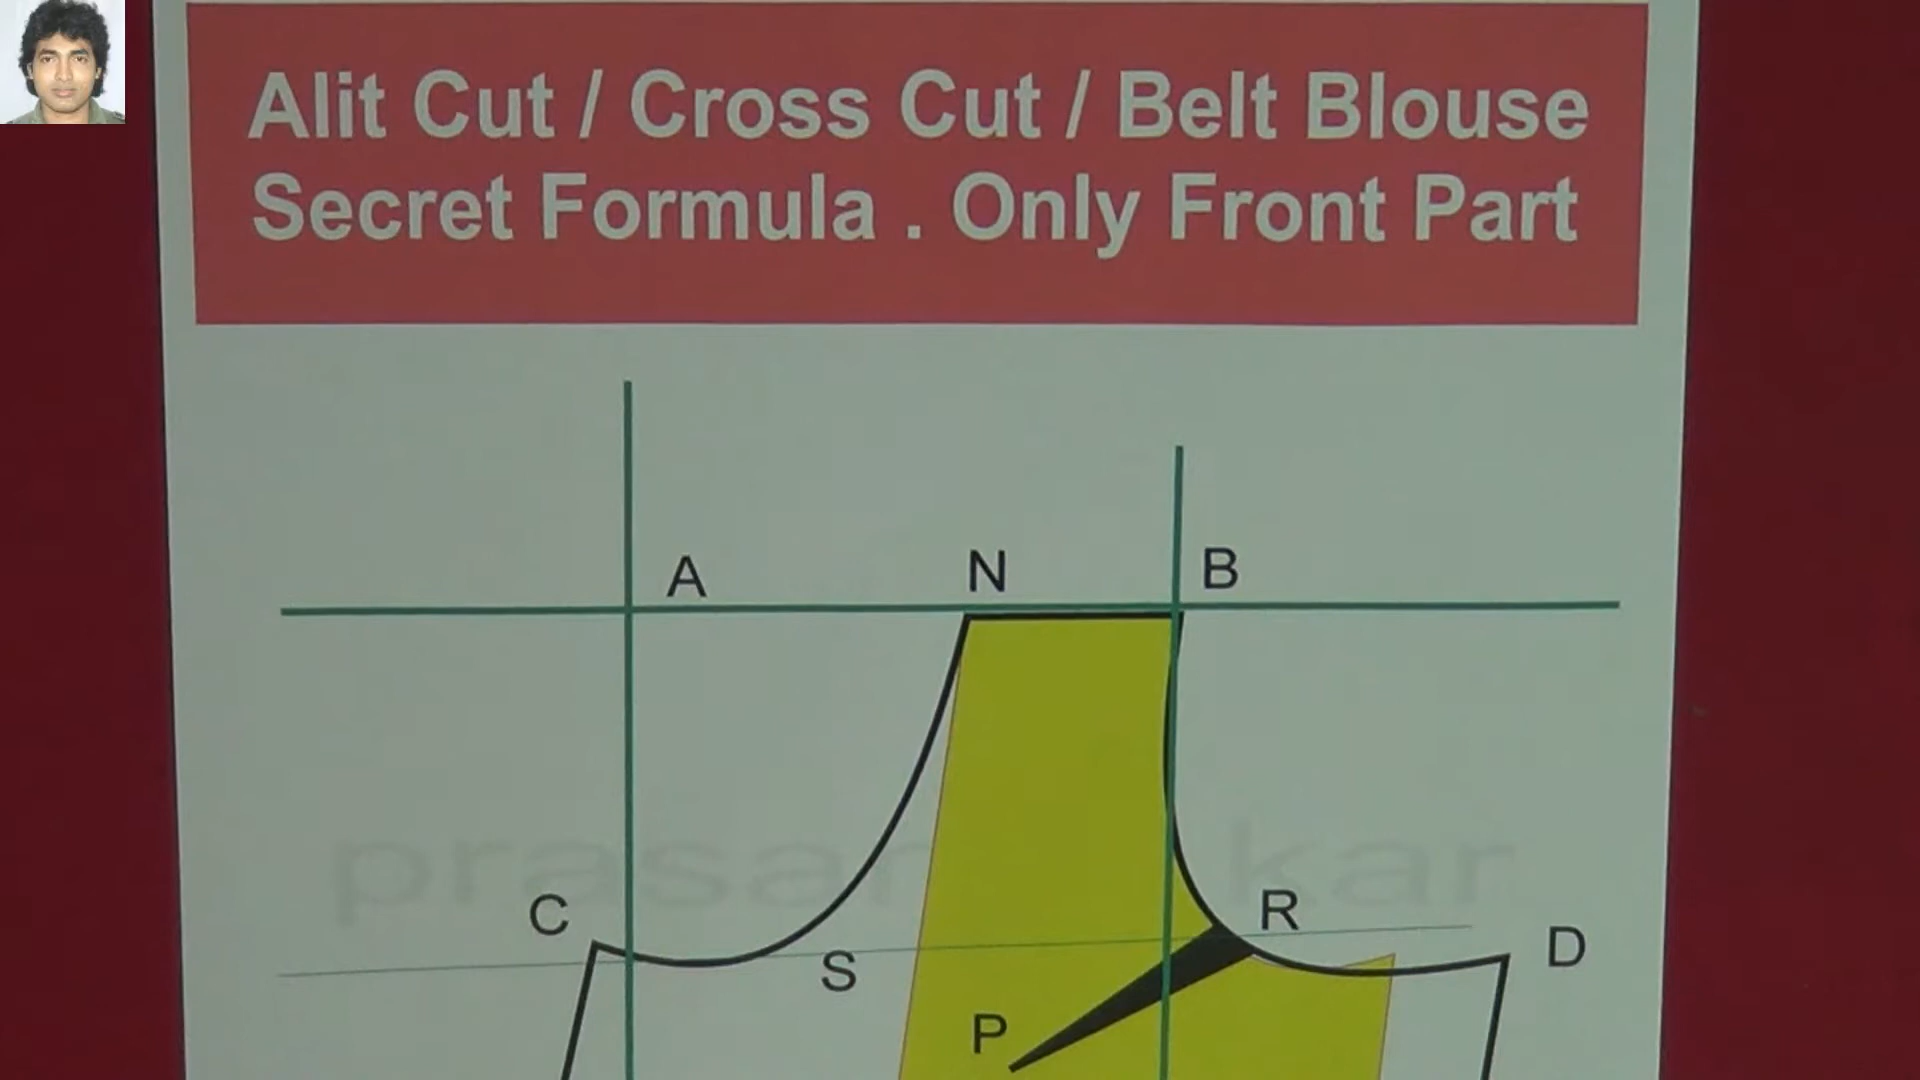 Alit Cut / Cross Cut / Belt Blouse
Secret Formula . Only Front Part
A N B
C R D
S
P